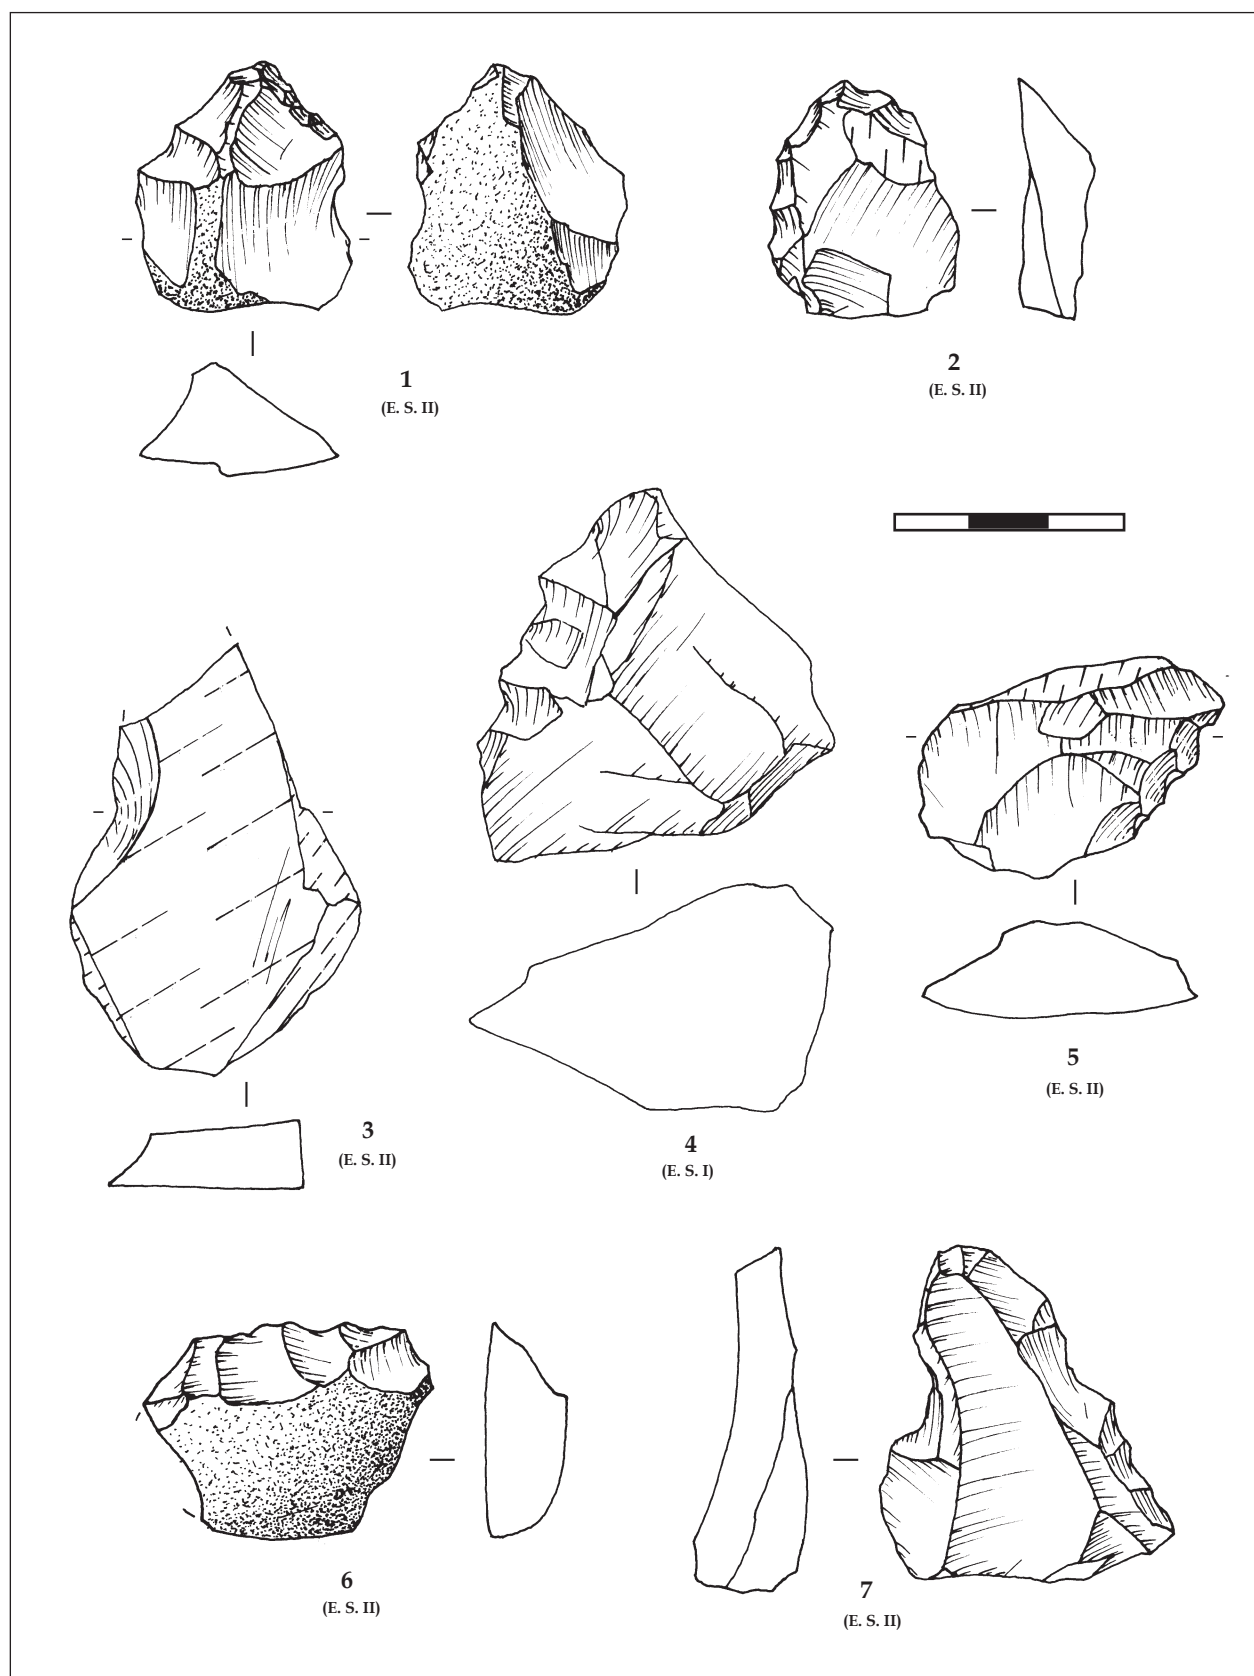 1
(E. S. II)
2
(E. S. II)
3
(E. S. II)
4
(E. S. I)
5
(E. S. II)
6
(E. S. II)
7
(E. S. II)